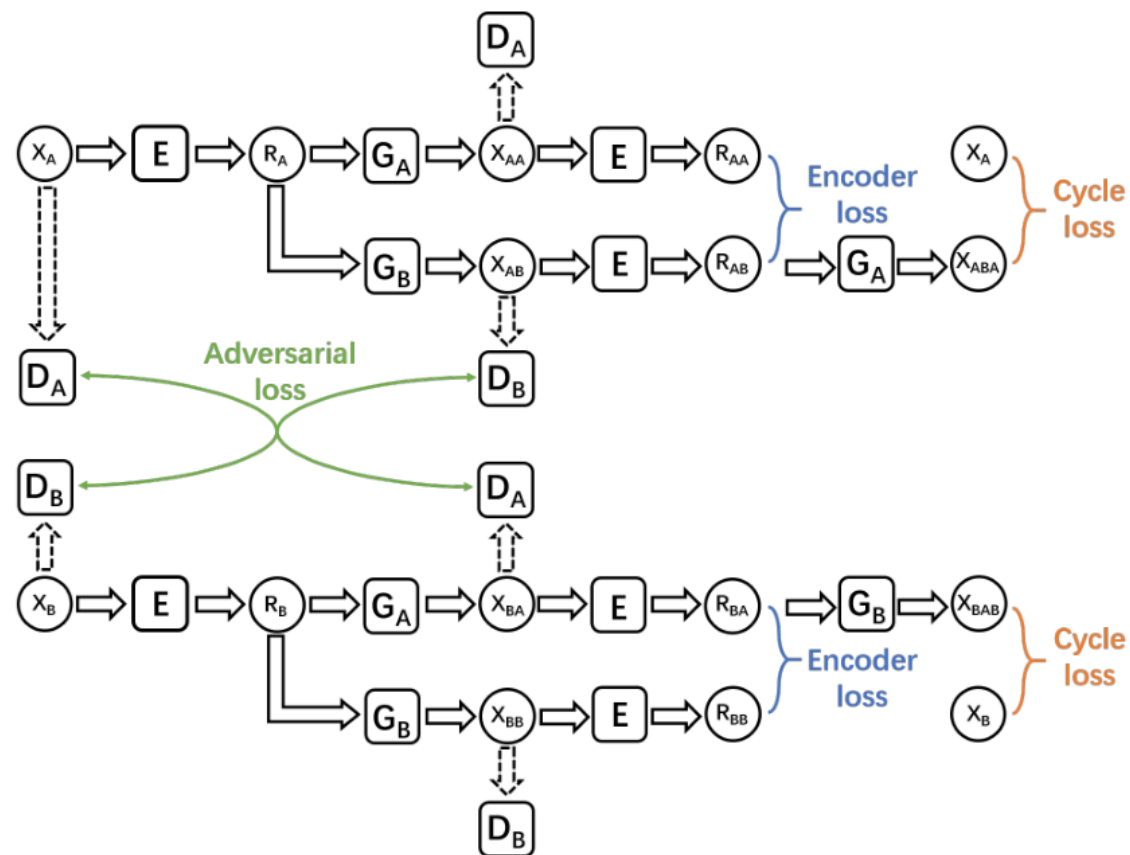 D_A
X_A E R_A G_A X_AA E R_AA X_A
Encoder
loss
Cycle
loss
G_B X_AB E R_AB G_A X_ABA
Adversarial
loss
D_A D_B
D_B D_A
X_B E R_B G_A X_BA E R_BA G_B X_BAB
Encoder
loss
Cycle
loss
G_B X_BB E R_BB X_B
D_B